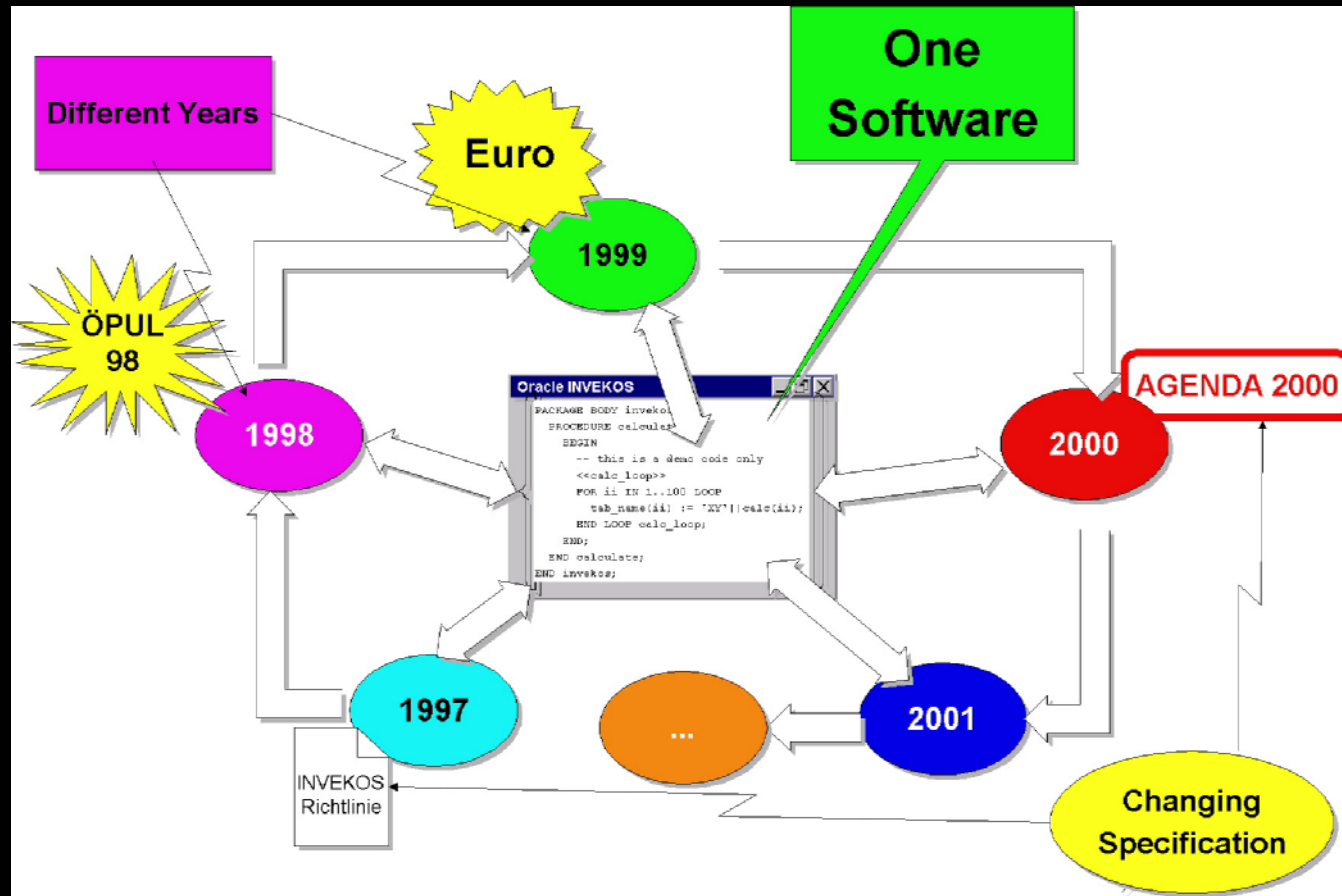 One
Software
Different Years
Euro
1999
ÖPUL
98
AGENDA 2000
1998
2000
Oracle INVEKOS
PACKAGE BODY
PROCEDURE
BEGIN
-- this is a demo code only
<<calc_loop>>
FOR ii IN 1..100 LOOP
tab_name(ii) := "XY"||calc(ii);
END LOOP calc_loop;
END;
END calculate;
END invekos;
1997
...
2001
INVEKOS
Richtlinie
Changing
Specification